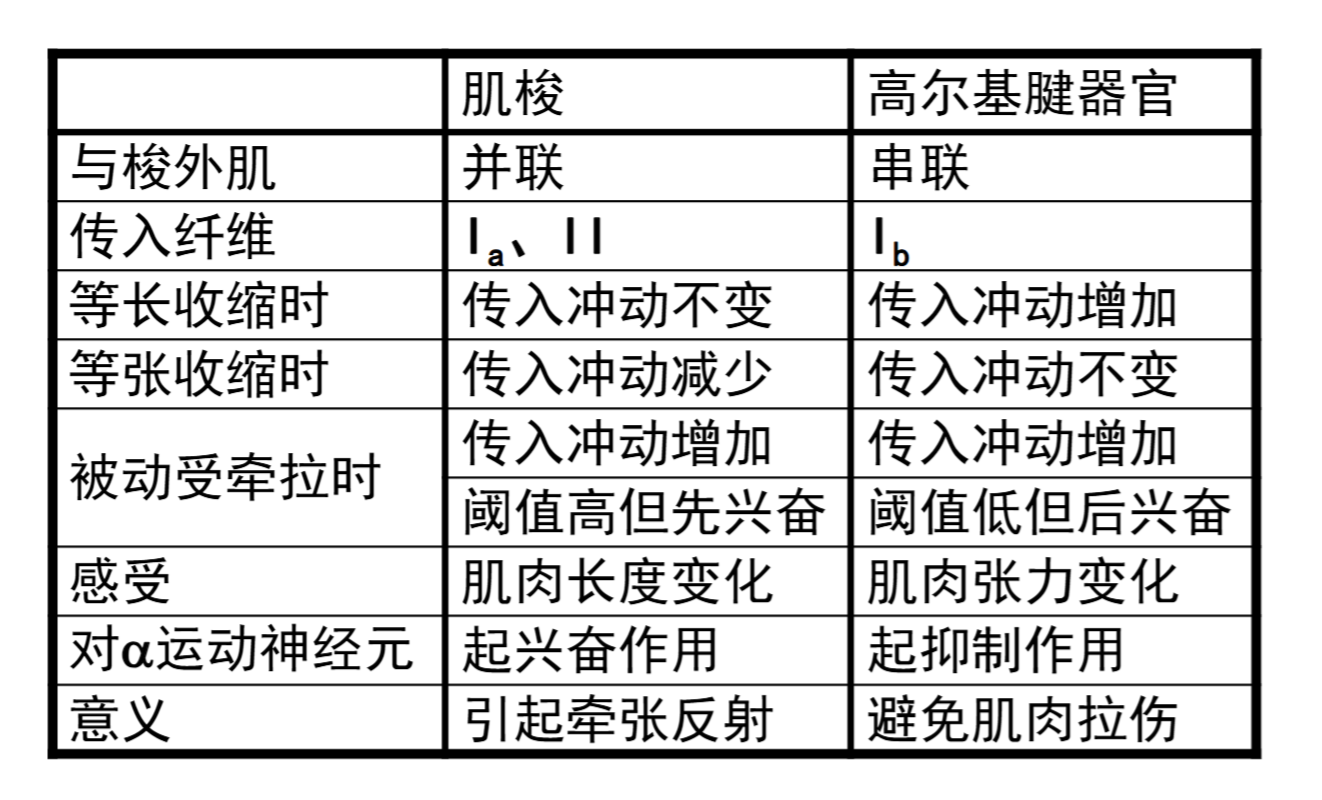 肌梭 高尔基腱器官
与梭外肌 并联 串联
传入纤维 Ia、II Ib
等长收缩时 传入冲动不变 传入冲动增加
等张收缩时 传入冲动减少 传入冲动不变
被动受牵拉时 传入冲动增加 传入冲动增加
阈值高但先兴奋 阈值低但后兴奋
感受 肌肉长度变化 肌肉张力变化
对α运动神经元 起兴奋作用 起抑制作用
意义 引起牵张反射 避免肌肉拉伤